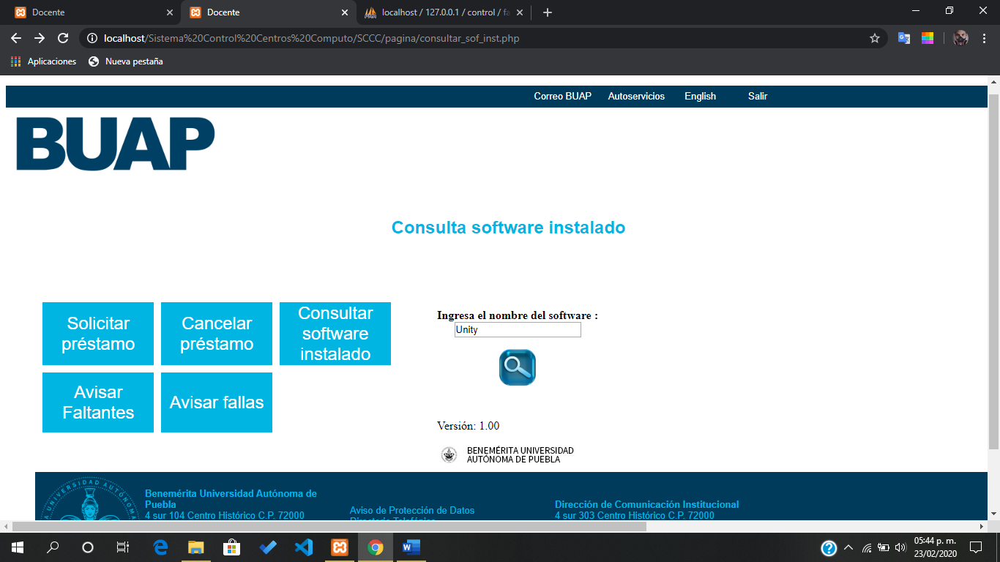 Docente
Docente
localhost / 127.0.0.1 / control / fa
localhost/Sistema%20Control%20Centros%20Computo/SCCC/pagina/consultar_sof_inst.php
Aplicaciones
Nueva pestaña
Correo BUAP Autoservicios English Salir
BUAP
Consulta software instalado
Solicitar
préstamo
Cancelar
préstamo
Consultar
software
instalado
Avisar
Faltantes
Avisar fallas
Ingresa el nombre del software :
Unity
Versión: 1.00
BENEMÉRITA UNIVERSIDAD
AUTÓNOMA DE PUEBLA
UNIVERSIDAD AUTÓNOMA
Benemérita Universidad Autónoma de
Puebla
4 sur 104 Centro Histórico C.P. 72000
Aviso de Protección de Datos
Directorio Telefónico
Dirección de Comunicación Institucional
4 sur 303 Centro Histórico C.P. 72000
05:44 p. m.
23/02/2020